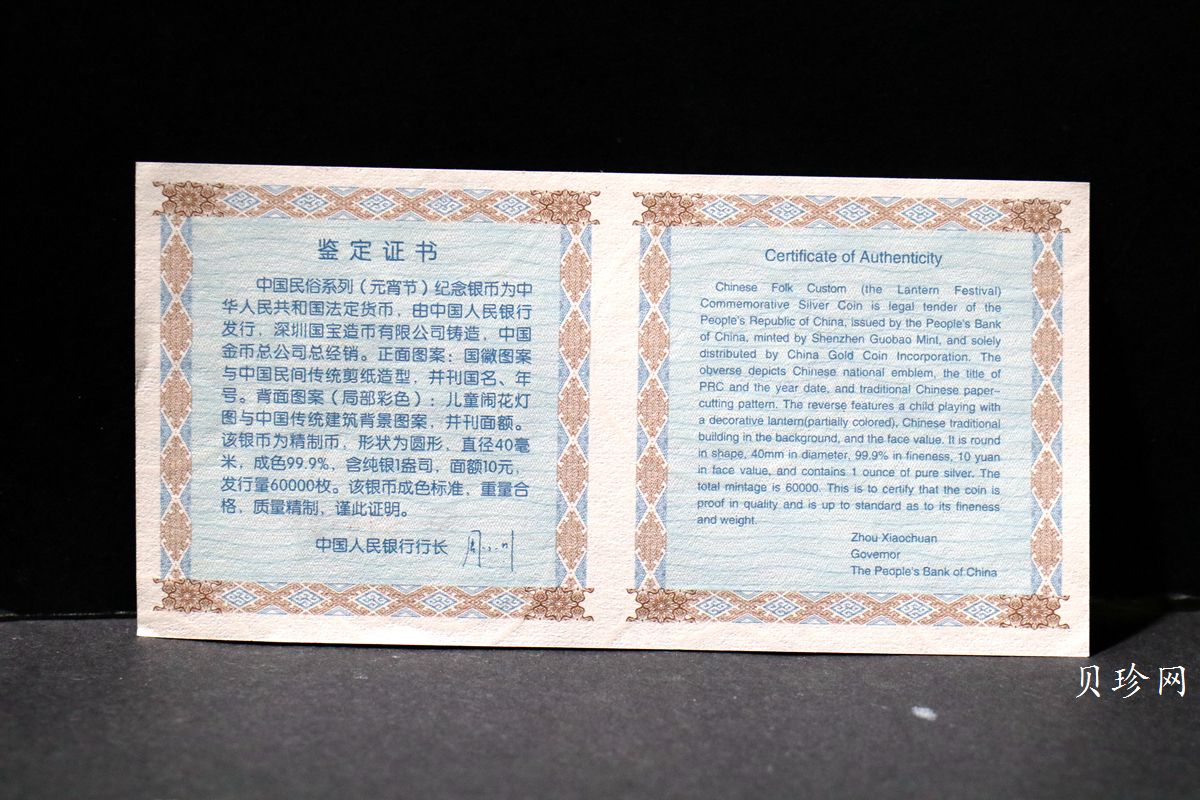 鉴定证书
中国民俗系列（元宵节）纪念银币为中
华人民共和国法定货币，由中国人民银行
发行，深圳国宝造币有限公司铸造，中国
金币总公司总经销。正面图案：国徽图案
与中国民间传统剪纸造型，并刊国名、年
号。背面图案（局部彩色）：儿童闹花灯
图与中国传统建筑背景图案，并刊面额。
该银币为精制币，形状为圆形，直径40毫
米，成色99.9%，含纯银1盎司，面额10元，
发行量60000枚。该银币成色标准，重量合
格，质量精制，谨此证明。
中国人民银行行长
Certificate of Authenticity
Chinese Folk Custom (the Lantern Festival)
Commemorative Silver Coin is legal tender of the
People's Republic of China, issued by the People's Bank
of China, minted by Shenzhen Guobao Mint, and solely
distributed by China Gold Coin Incorporation. The
obverse depicts Chinese national emblem, the title of
PRC and the year date, and traditional Chinese paper-
cutting pattern. The reverse features a child playing with
a decorative lantern(partially colored), Chinese traditional
building in the background, and the face value. It is round
in shape, 40mm in diameter, 99.9% in fineness, 10 yuan
in face value, and contains 1 ounce of pure silver. The
total mintage is 60000. This is to certify that the coin is
proof in quality and is up to standard as to its fineness
and weight.
Zhou Xiaochuan
Governor
The People's Bank of China
贝珍网